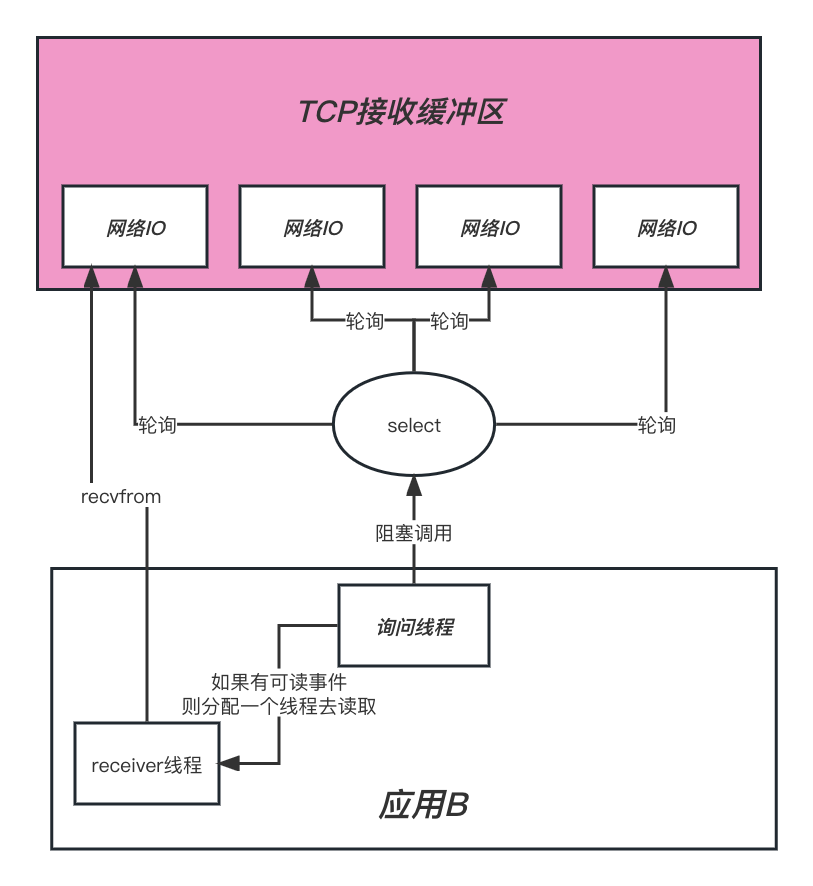 TCP接收缓冲区
网络IO
网络IO
网络IO
网络IO
轮询
轮询
轮询
select
轮询
recvfrom
阻塞调用
询问线程
如果有可读事件
则分配一个线程去读取
receiver线程
应用B